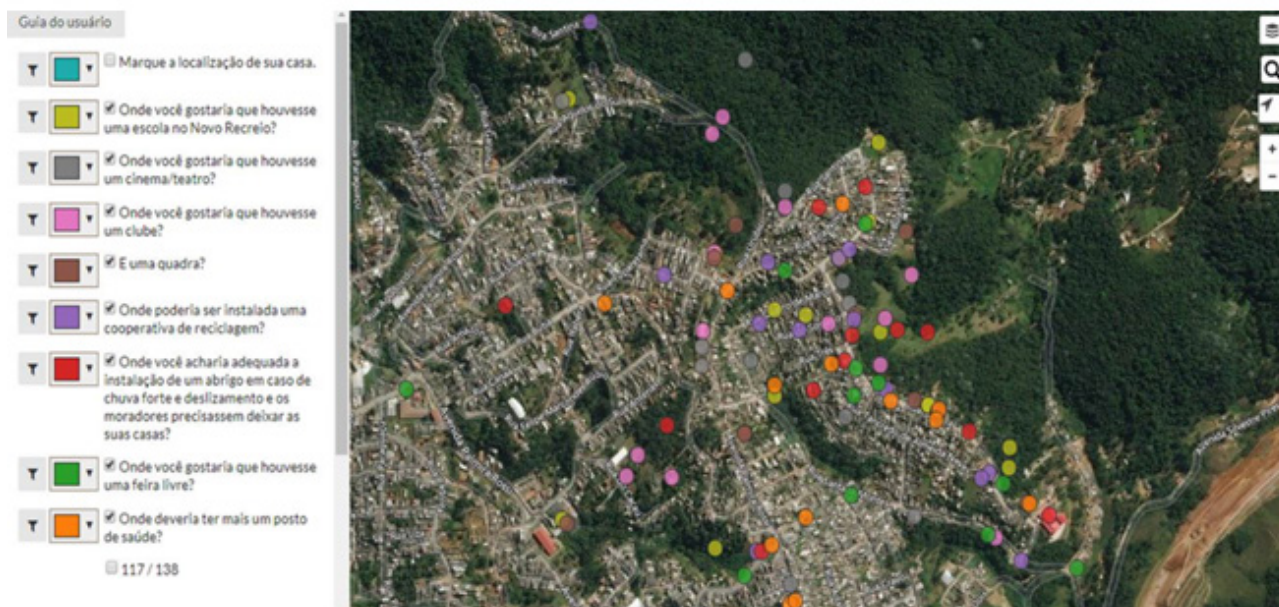 Guia do usuário
Marque a localização de sua casa.
Onde você gostaria que houvesse
uma escola no Novo Recreio?
Onde você gostaria que houvesse
um cinema/teatro?
Onde você gostaria que houvesse
um clube?
E uma quadra?
Onde poderia ser instalada uma
cooperativa de reciclagem?
Onde você acharia adequada a
instalação de um abrigo em caso de
chuva forte e deslizamento e os
moradores precisassem deixar as
suas casas?
Onde você gostaria que houvesse
uma feira livre?
Onde deveria ter mais um posto
de saúde?
117 / 138
+
−